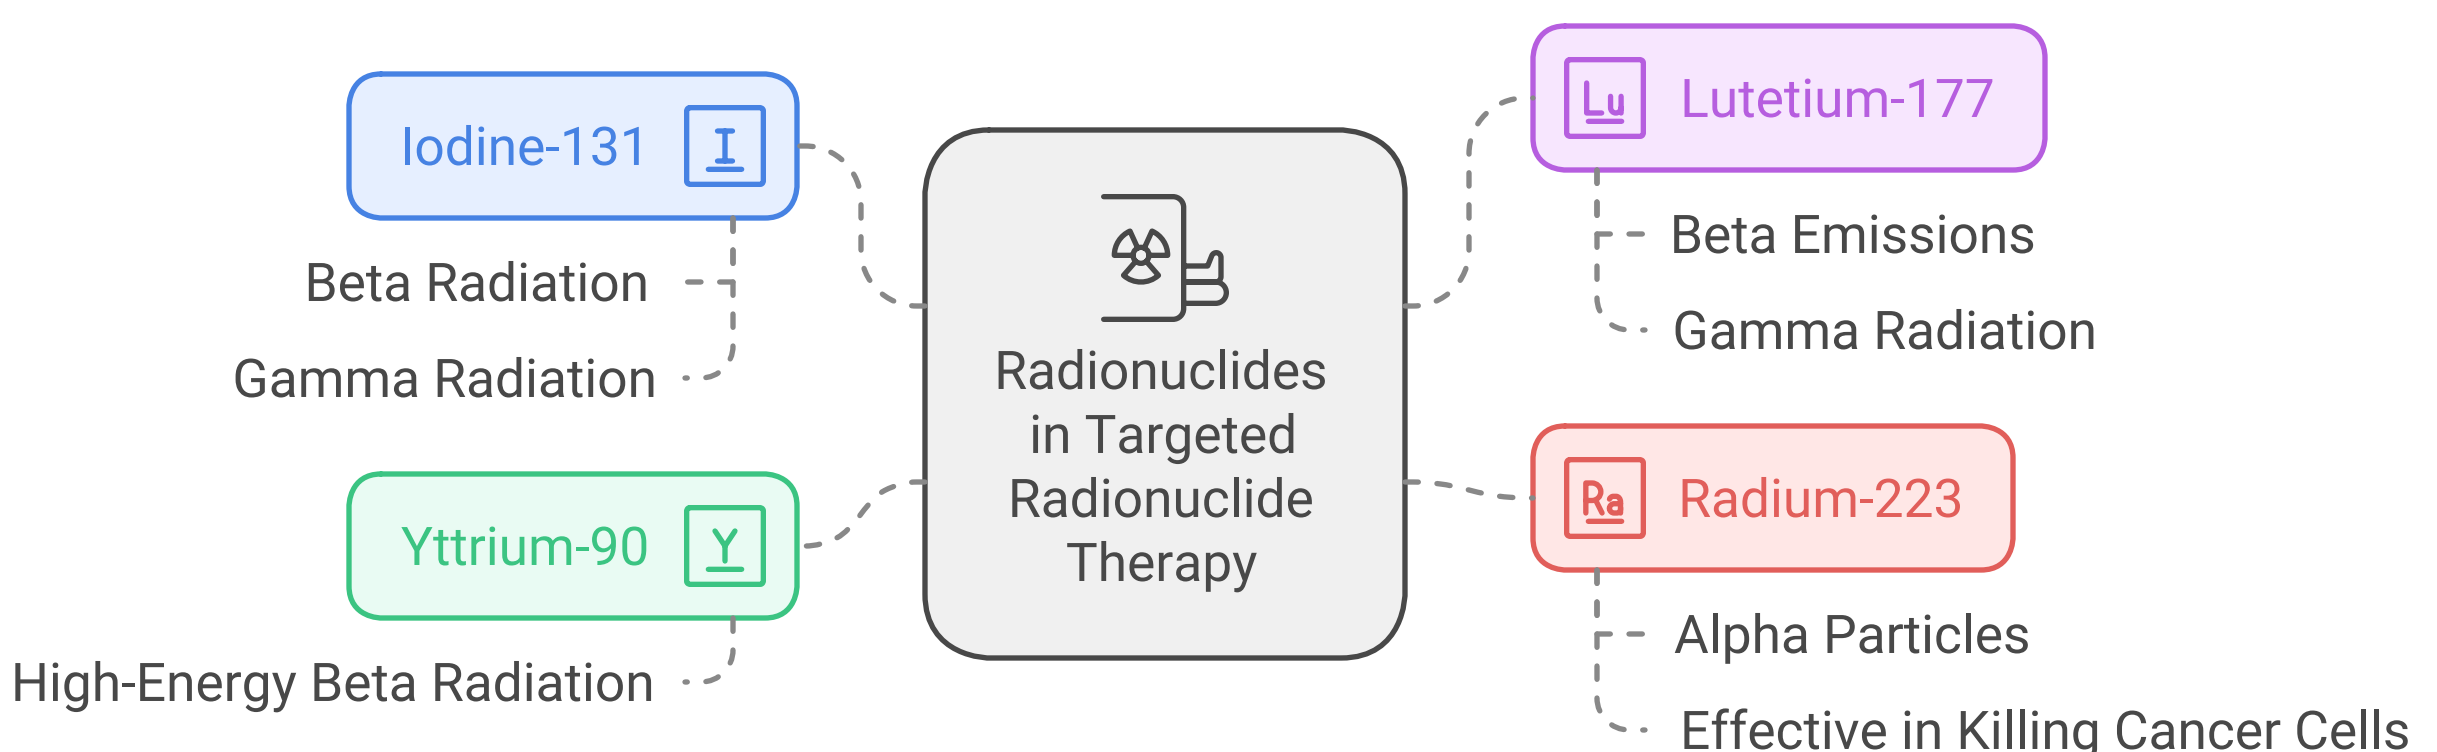 Iodine-131
I
Beta Radiation
Gamma Radiation
Yttrium-90
Y
High-Energy Beta Radiation
Radionuclides
in Targeted
Radionuclide
Therapy
Lu
Lutetium-177
Beta Emissions
Gamma Radiation
Ra
Radium-223
Alpha Particles
Effective in Killing Cancer Cells